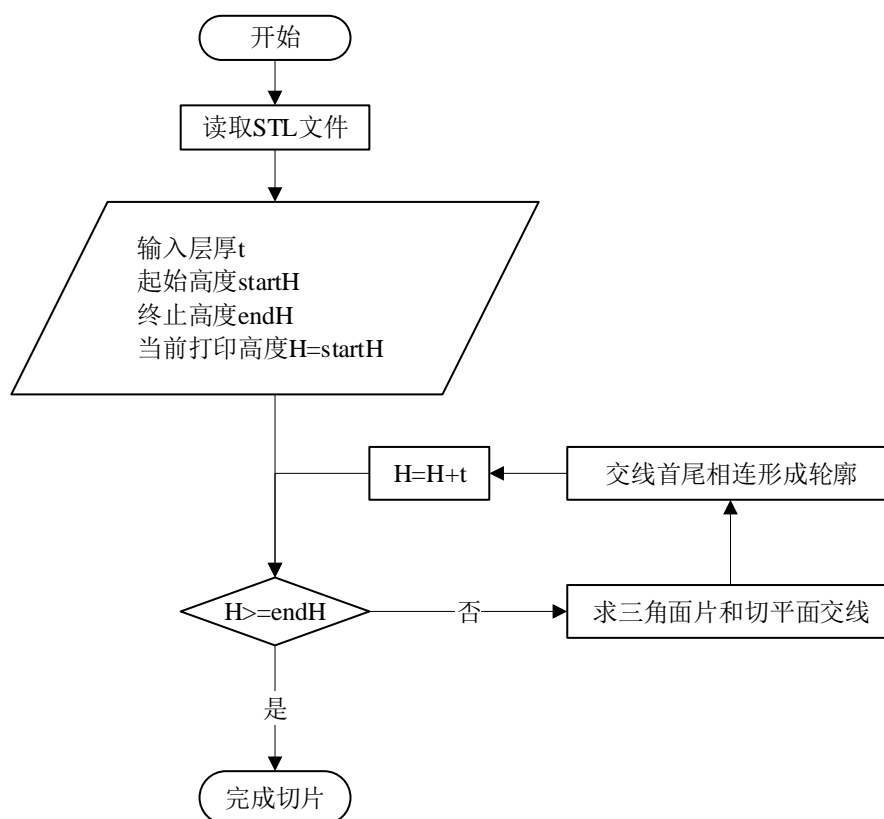 开始
读取STL文件
输入层厚t
起始高度startH
终止高度endH
当前打印高度H=startH
H=H+t
交线首尾相连形成轮廓
H>=endH
否
求三角面片和切平面交线
是
完成切片